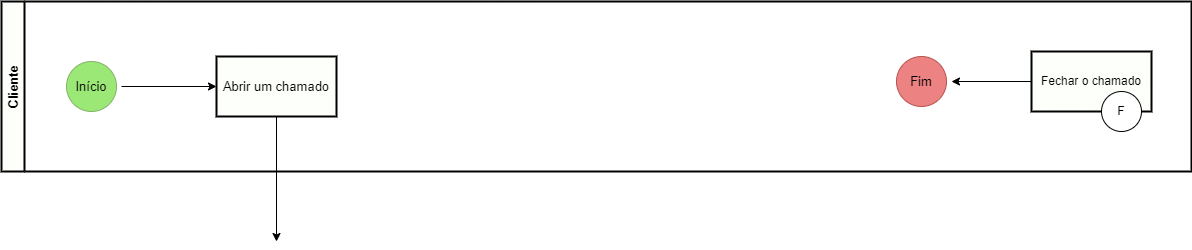 Cliente
Início
Abrir um chamado
Fim
Fechar o chamado
F